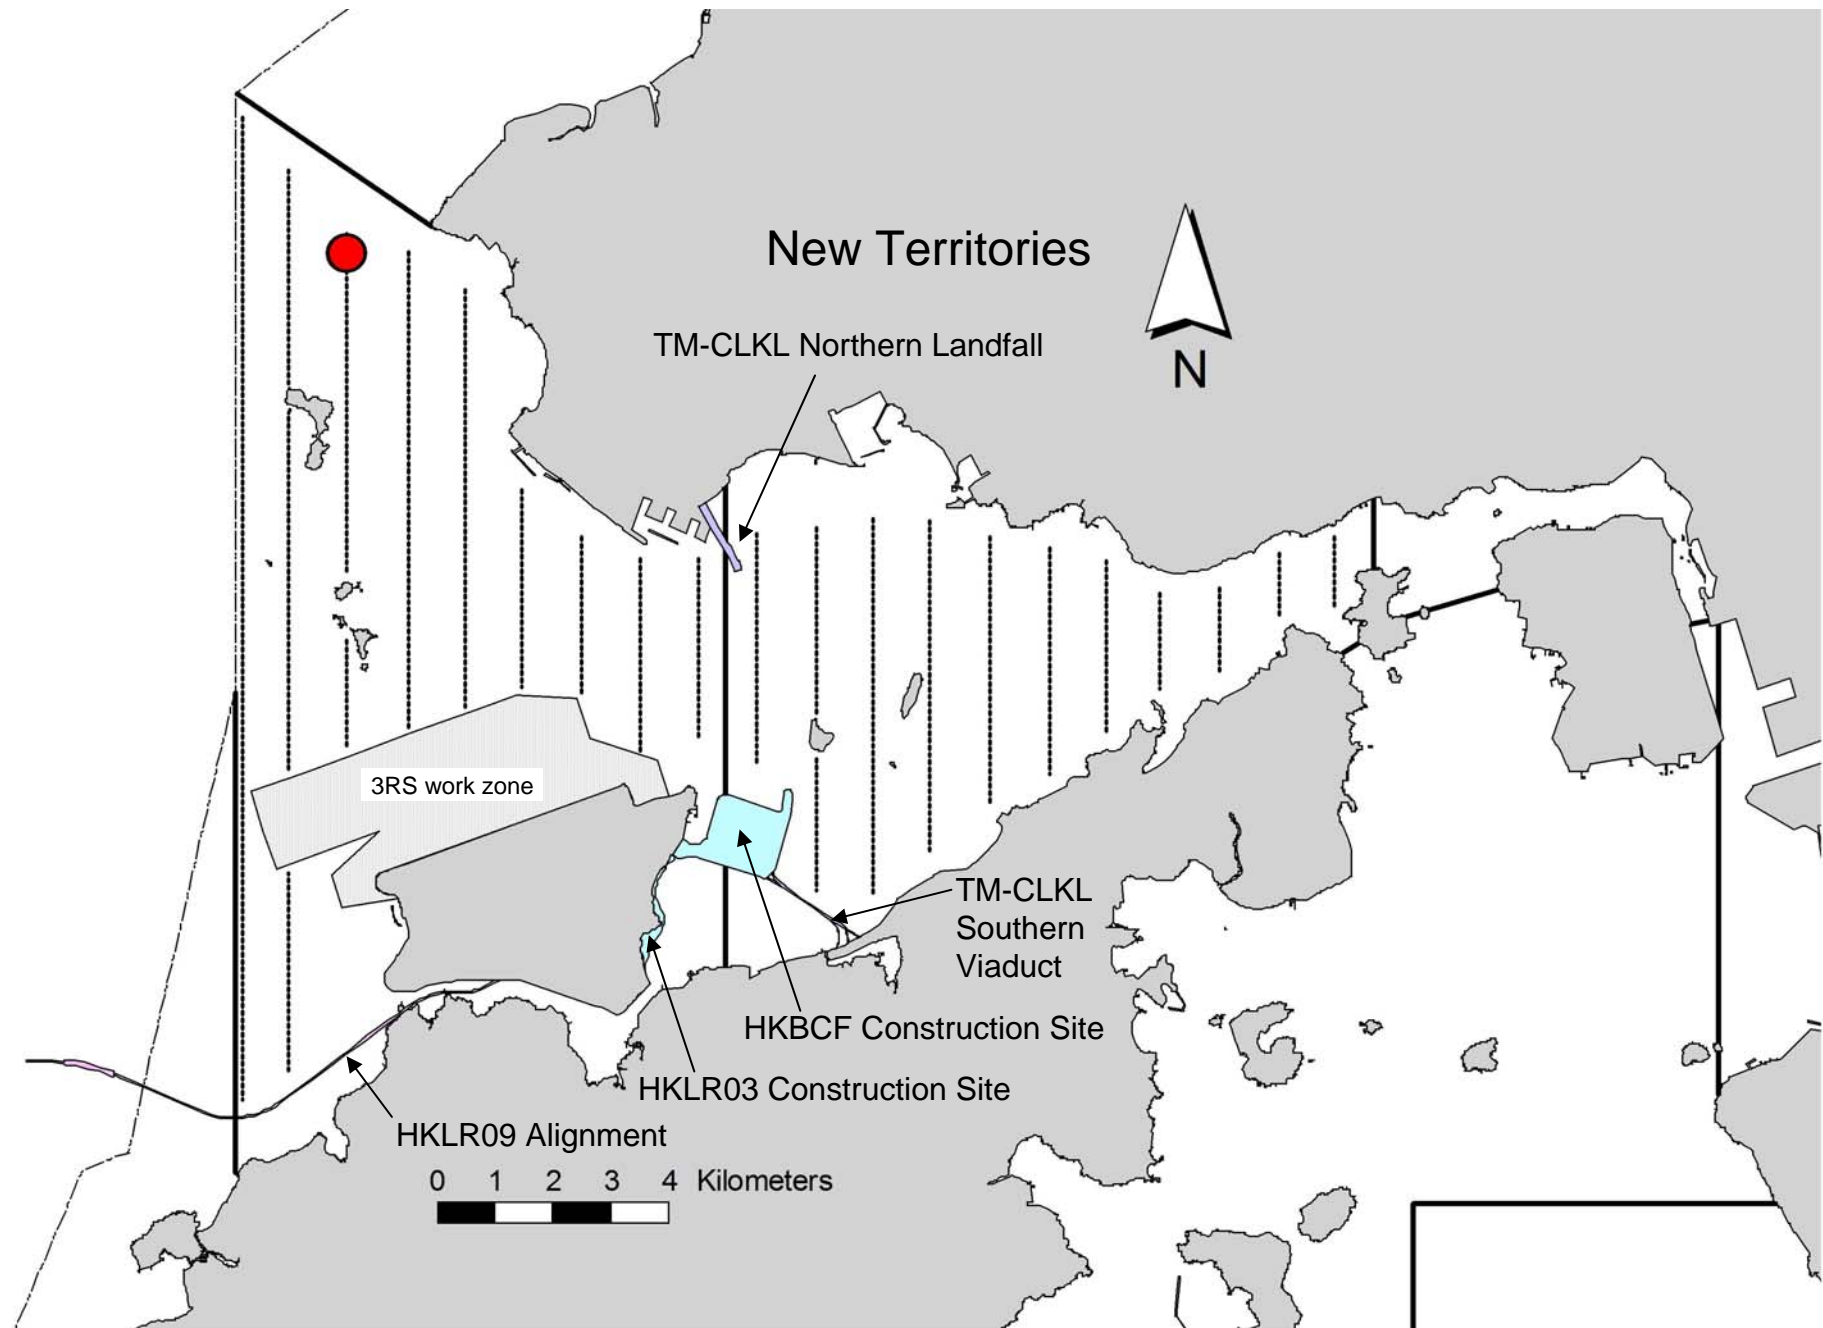 New Territories
TM-CLKL Northern Landfall
N
3RS work zone
TM-CLKL
Southern
Viaduct
HKBCF Construction Site
HKLR03 Construction Site
HKLR09 Alignment
0 1 2 3 4 Kilometers